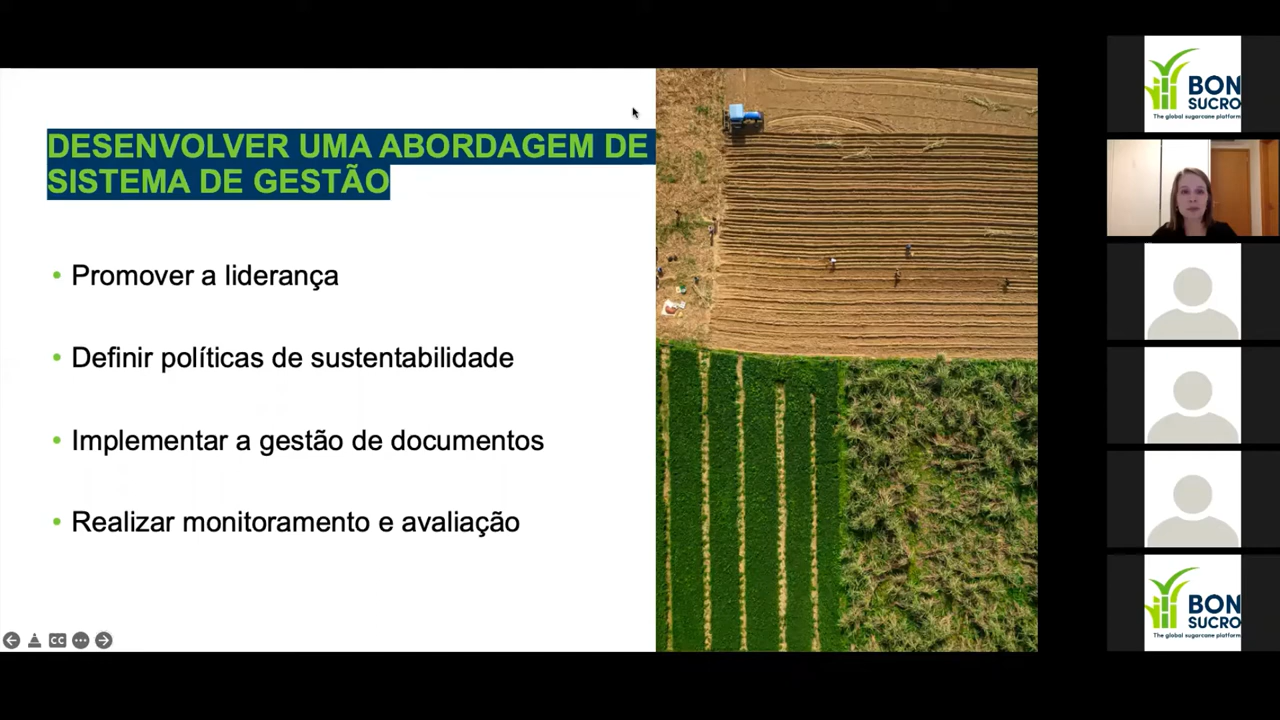 DESENVOLVER UMA ABORDAGEM DE
SISTEMA DE GESTÃO
• Promover a liderança
• Definir políticas de sustentabilidade
• Implementar a gestão de documentos
• Realizar monitoramento e avaliação
CC
BON
SUCRO
The global sugarcane platform
BON
SUCRO
The global sugarcane platform